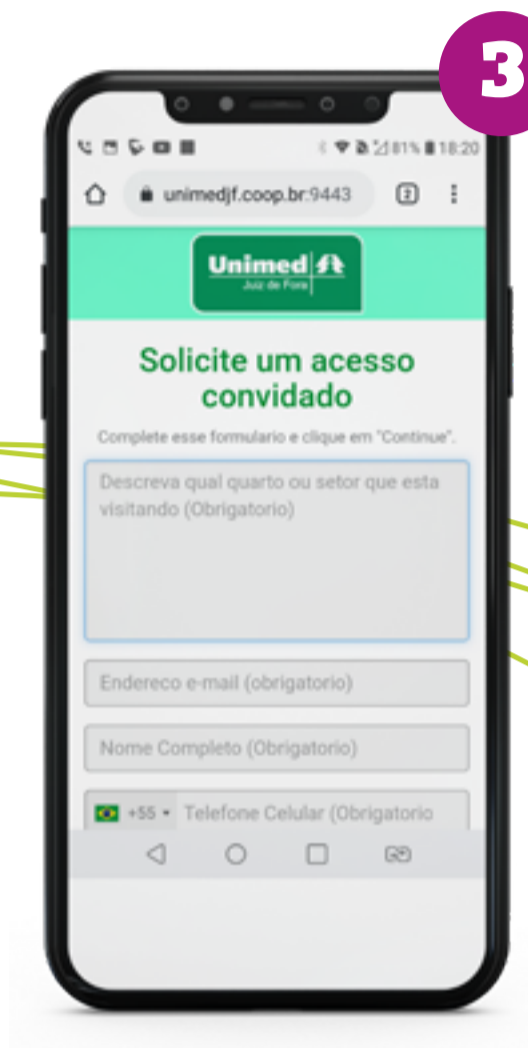 3
81% 18:20
unimedjf.coop.br:9443
2
Unimed
Juiz de Fora
Solicite um acesso
convidado
Complete esse formulario e clique em "Continue".
Descreva qual quarto ou setor que esta
visitando (Obrigatorio)
Endereco e-mail (obrigatorio)
Nome Completo (Obrigatorio)
+55 Telefone Celular (Obrigatorio